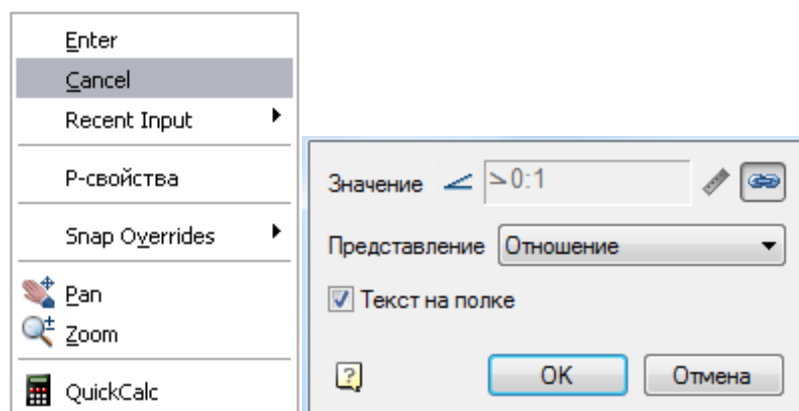 Enter
Cancel
Recent Input
Р-свойства
Snap Overrides
Pan
Zoom
QuickCalc
Значение >0:1
Представление Отношение
Текст на полке
? OK Отмена